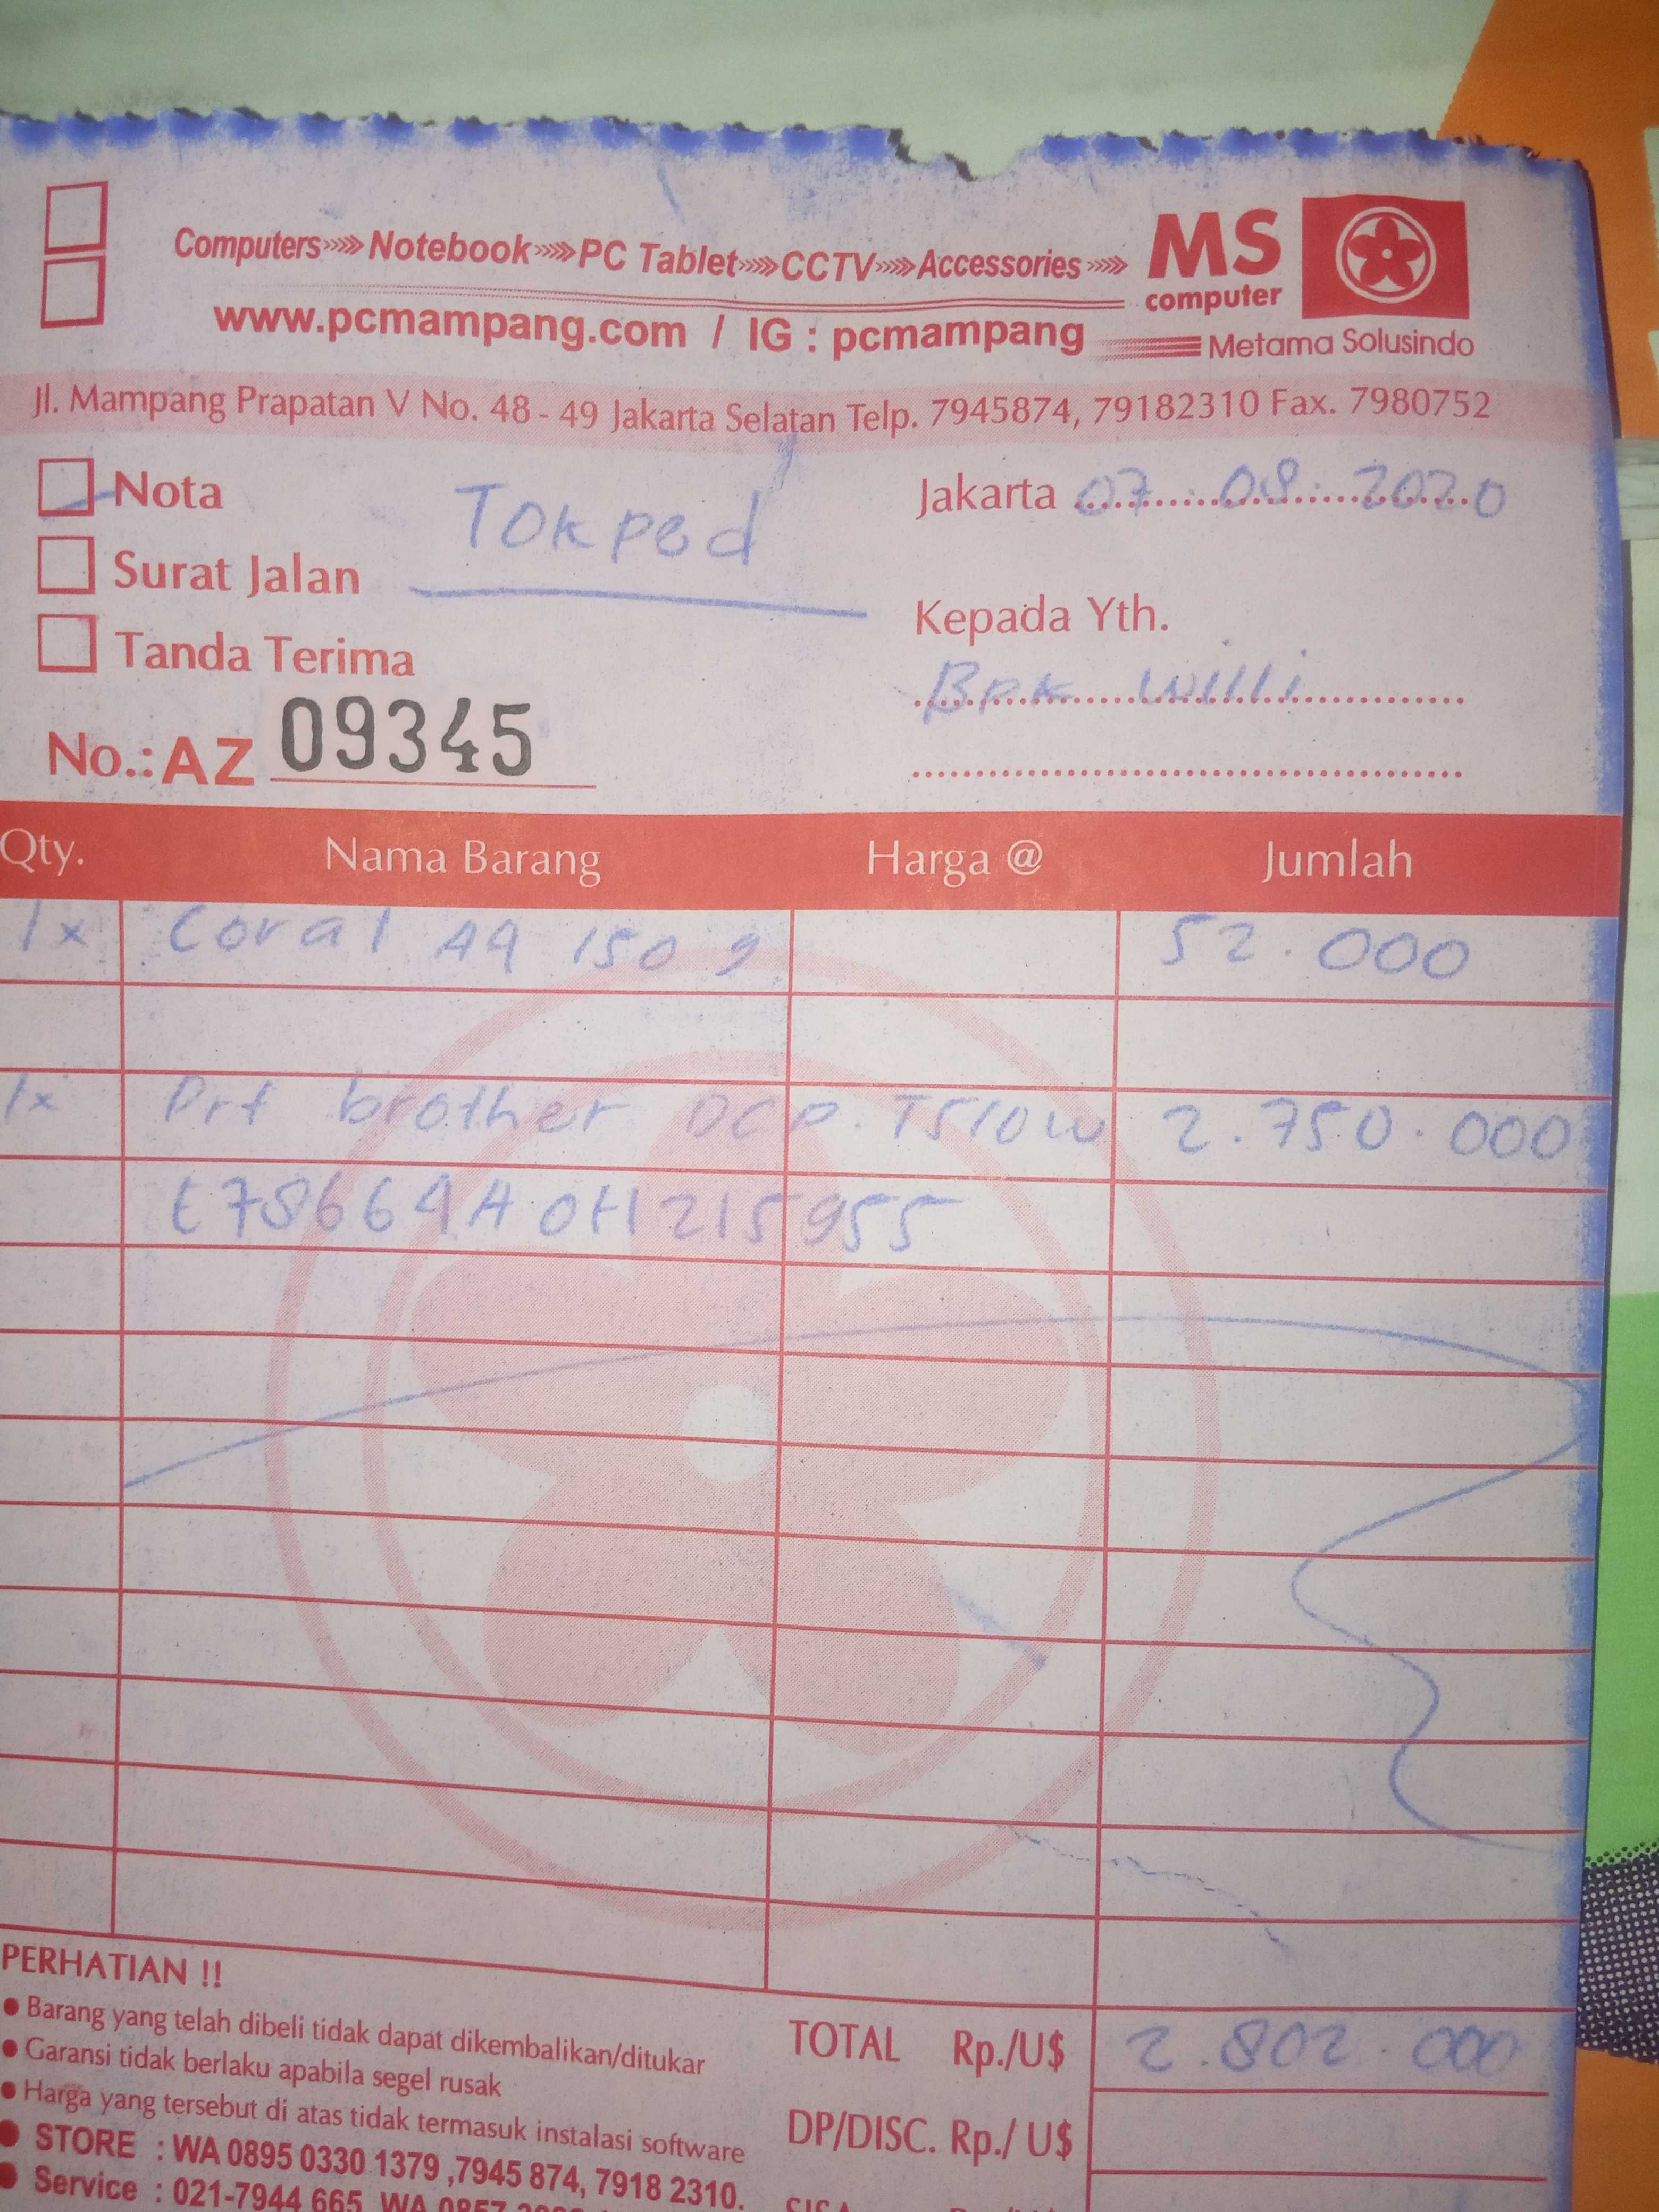 Computers »»» Notebook »»» PC Tablet »»» CCTV »»» Accessories »»»
MS
computer
www.pcmampang.com / IG : pcmampang
Metama Solusindo
Jl. Mampang Prapatan V No. 48 - 49 Jakarta Selatan Telp. 7945874, 79182310 Fax. 7980752
Nota
Tokped
Jakarta 07 . 08 . 2020
Surat Jalan
Kepada Yth.
Tanda Terima
Bpk willi
No.: AZ 09345
Qty. Nama Barang Harga @ Jumlah
1x Coral A4 150 g 52.000
1x Prt brother DCP. T510W 2.750.000
E78664A0H215955
PERHATIAN !!
• Barang yang telah dibeli tidak dapat dikembalikan/ditukar
• Garansi tidak berlaku apabila segel rusak
• Harga yang tersebut di atas tidak termasuk instalasi software
• STORE : WA 0895 0330 1379 ,7945 874, 7918 2310.
• Service : 021-7944 665 WA
TOTAL Rp./U$ 2.802.000
DP/DISC. Rp./ U$